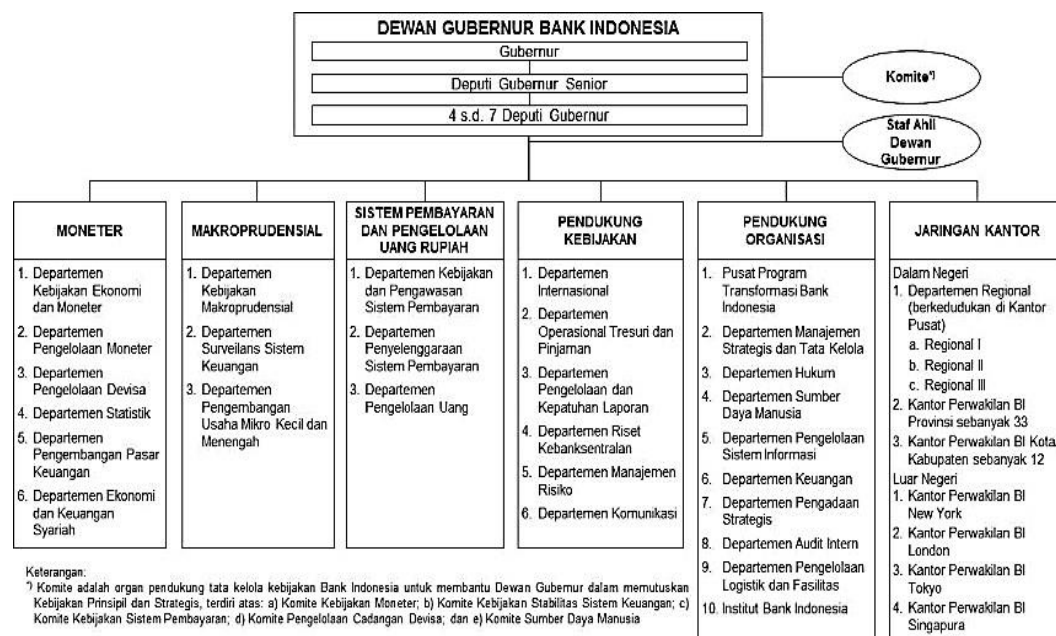 DEWAN GUBERNUR BANK INDONESIA
Gubernur
Deputi Gubernur Senior
4 s.d. 7 Deputi Gubernur
Komite*)
Staf Ahli
Dewan
Gubernur
MONETER
1. Departemen
Kebijakan Ekonomi
dan Moneter
2. Departemen
Pengelolaan Moneter
3. Departemen
Pengelolaan Devisa
4. Departemen Statistik
5. Departemen
Pengembangan Pasar
Keuangan
6. Departemen Ekonomi
dan Keuangan
Syariah
MAKROPRUDENSIAL
1. Departemen
Kebijakan
Makroprudensial
2. Departemen
Surveilans Sistem
Keuangan
3. Departemen
Pengembangan
Usaha Mikro Kecil dan
Menengah
SISTEM PEMBAYARAN
DAN PENGELOLAAN
UANG RUPIAH
1. Departemen Kebijakan
dan Pengawasan
Sistem Pembayaran
2. Departemen
Penyelenggaraan
Sistem Pembayaran
3. Departemen
Pengelolaan Uang
PENDUKUNG
KEBIJAKAN
1. Departemen
Internasional
2. Departemen
Operasional Tresuri dan
Pinjaman
3. Departemen
Pengelolaan dan
Kepatuhan Laporan
4. Departemen Riset
Kebanksentralan
5. Departemen Manajemen
Risiko
6. Departemen Komunikasi
PENDUKUNG
ORGANISASI
1. Pusat Program
Transformasi Bank
Indonesia
2. Departemen Manajemen
Strategis dan Tata Kelola
3. Departemen Hukum
4. Departemen Sumber
Daya Manusia
5. Departemen Pengelolaan
Sistem Informasi
6. Departemen Keuangan
7. Departemen Pengadaan
Strategis
8. Departemen Audit Intern
9. Departemen Pengelolaan
Logistik dan Fasilitas
10. Institut Bank Indonesia
JARINGAN KANTOR
Dalam Negeri
1. Departemen Regional
(berkedudukan di Kantor
Pusat)
a. Regional I
b. Regional II
c. Regional III
2. Kantor Perwakilan BI
Provinsi sebanyak 33
3. Kantor Perwakilan BI Kota/
Kabupaten sebanyak 12
Luar Negeri
1. Kantor Perwakilan BI
New York
2. Kantor Perwakilan BI
London
3. Kantor Perwakilan BI
Tokyo
4. Kantor Perwakilan BI
Singapura
Keterangan:
*) Komite adalah organ pendukung tata kelola kebijakan Bank Indonesia untuk membantu Dewan Gubernur dalam memutuskan
Kebijakan Prinsipil dan Strategis, terdiri atas: a) Komite Kebijakan Moneter; b) Komite Kebijakan Stabilitas Sistem Keuangan; c)
Komite Kebijakan Sistem Pembayaran; d) Komite Pengelolaan Cadangan Devisa; dan e) Komite Sumber Daya Manusia